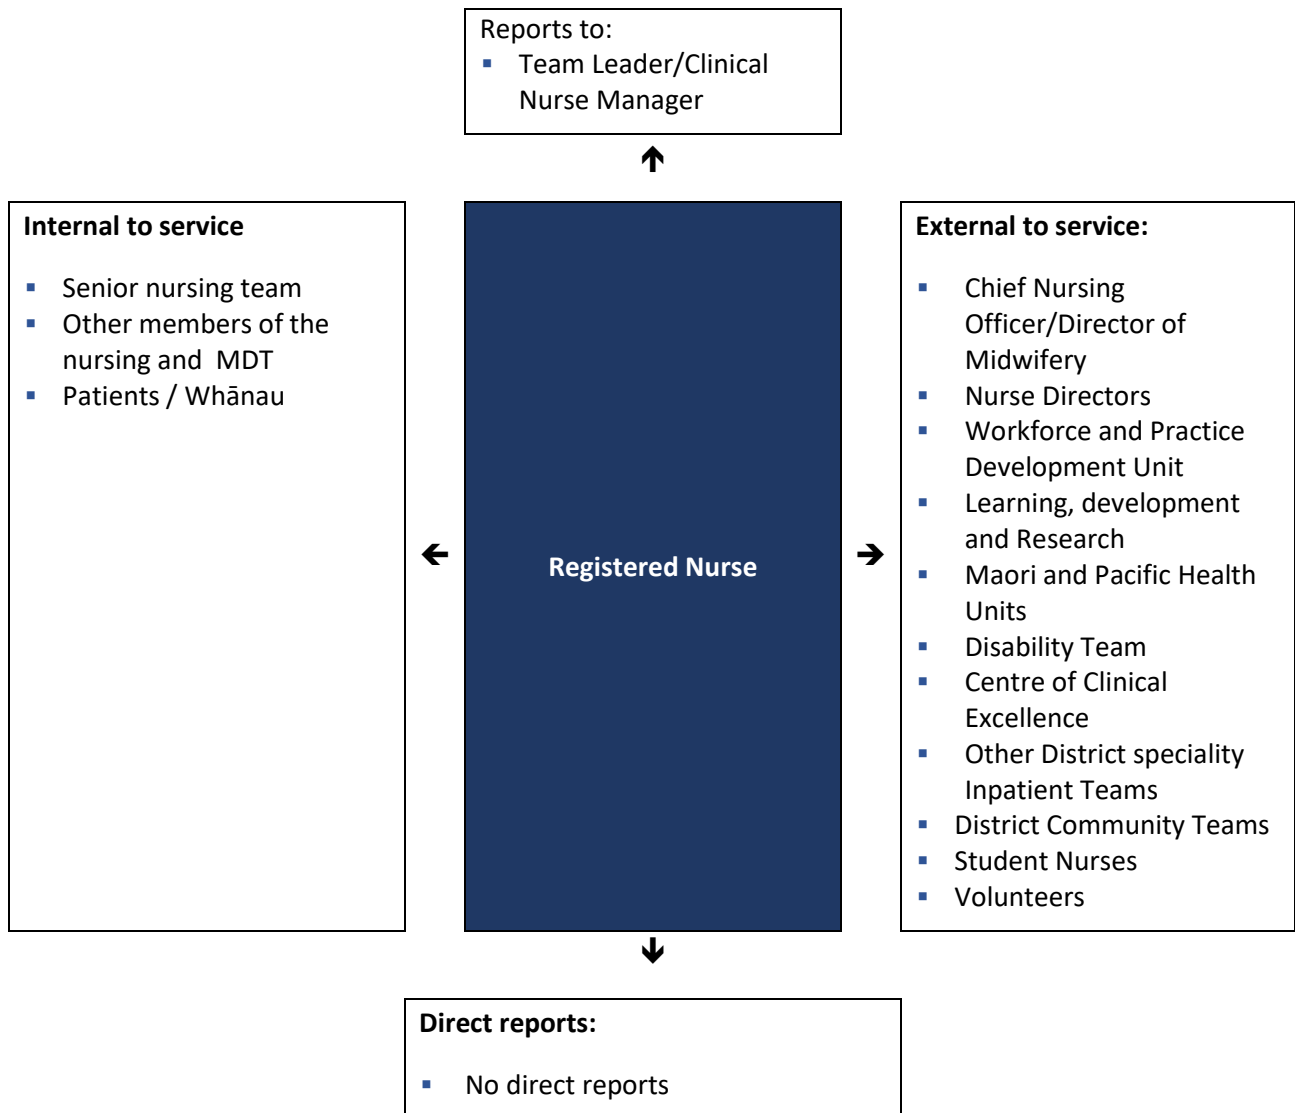 Reports to:
▪ Team Leader/Clinical
Nurse Manager
Internal to service
▪ Senior nursing team
▪ Other members of the
nursing and  MDT
▪ Patients / Whānau
Registered Nurse
External to service:
▪ Chief Nursing
Officer/Director of
Midwifery
▪ Nurse Directors
▪ Workforce and Practice
Development Unit
▪ Learning, development
and Research
▪ Maori and Pacific Health
Units
▪ Disability Team
▪ Centre of Clinical
Excellence
▪ Other District speciality
Inpatient Teams
▪ District Community Teams
▪ Student Nurses
▪ Volunteers
Direct reports:
▪ No direct reports